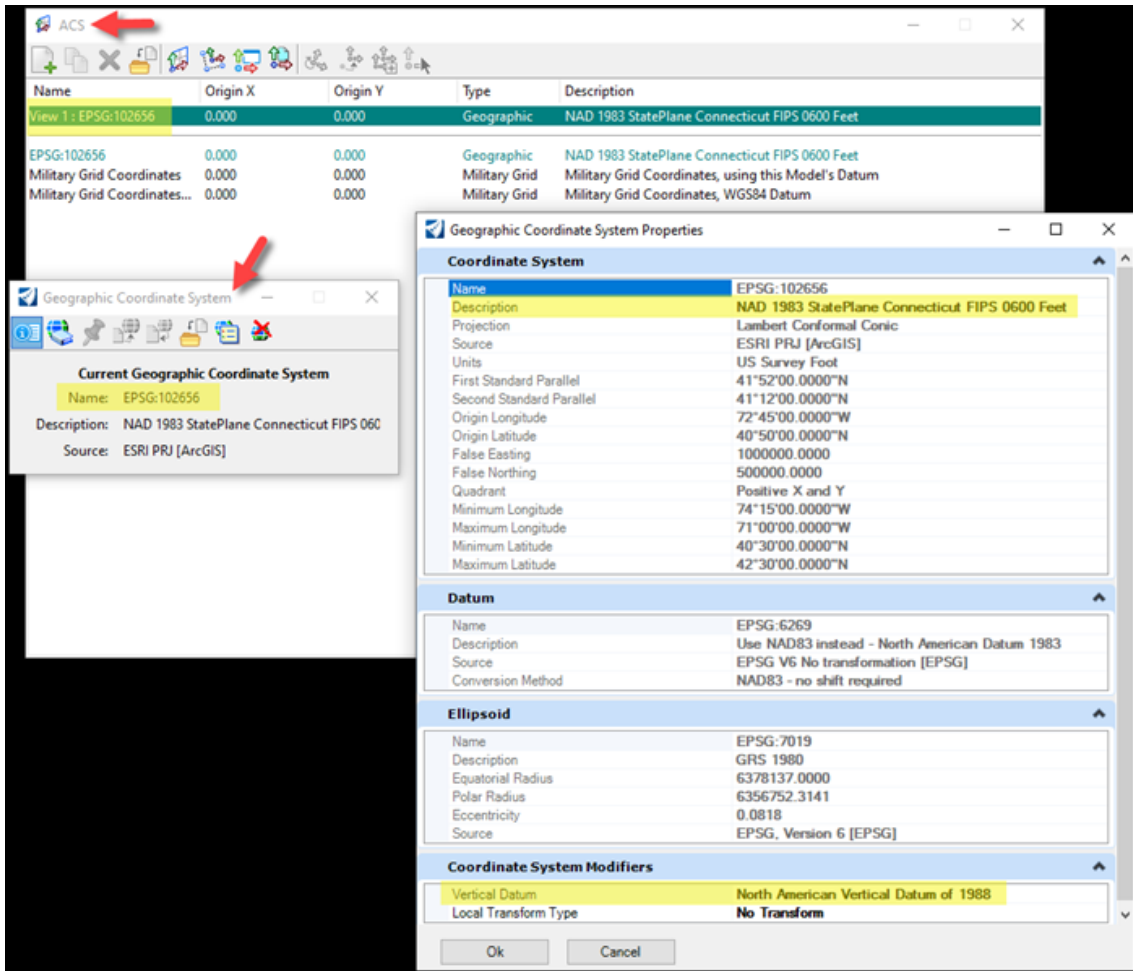 ACS
Name Origin X Origin Y Type Description
View 1 : EPSG:102656 0.000 0.000 Geographic NAD 1983 StatePlane Connecticut FIPS 0600 Feet
EPSG:102656 0.000 0.000 Geographic NAD 1983 StatePlane Connecticut FIPS 0600 Feet
Military Grid Coordinates 0.000 0.000 Military Grid Military Grid Coordinates, using this Model's Datum
Military Grid Coordinates... 0.000 0.000 Military Grid Military Grid Coordinates, WGS84 Datum
Geographic Coordinate System
Current Geographic Coordinate System
Name: EPSG:102656
Description: NAD 1983 StatePlane Connecticut FIPS 060
Source: ESRI PRJ [ArcGIS]
Geographic Coordinate System Properties
Coordinate System
Name EPSG:102656
Description NAD 1983 StatePlane Connecticut FIPS 0600 Feet
Projection Lambert Conformal Conic
Source ESRI PRJ [ArcGIS]
Units US Survey Foot
First Standard Parallel 41°52'00.0000"N
Second Standard Parallel 41°12'00.0000"N
Origin Longitude 72°45'00.0000"W
Origin Latitude 40°50'00.0000"N
False Easting 1000000.0000
False Northing 500000.0000
Quadrant Positive X and Y
Minimum Longitude 74°15'00.0000"W
Maximum Longitude 71°00'00.0000"W
Minimum Latitude 40°30'00.0000"N
Maximum Latitude 42°30'00.0000"N
Datum
Name EPSG:6269
Description Use NAD83 instead - North American Datum 1983
Source EPSG V6 No transformation [EPSG]
Conversion Method NAD83 - no shift required
Ellipsoid
Name EPSG:7019
Description GRS 1980
Equatorial Radius 6378137.0000
Polar Radius 6356752.3141
Eccentricity 0.0818
Source EPSG, Version 6 [EPSG]
Coordinate System Modifiers
Vertical Datum North American Vertical Datum of 1988
Local Transform Type No Transform
Ok Cancel